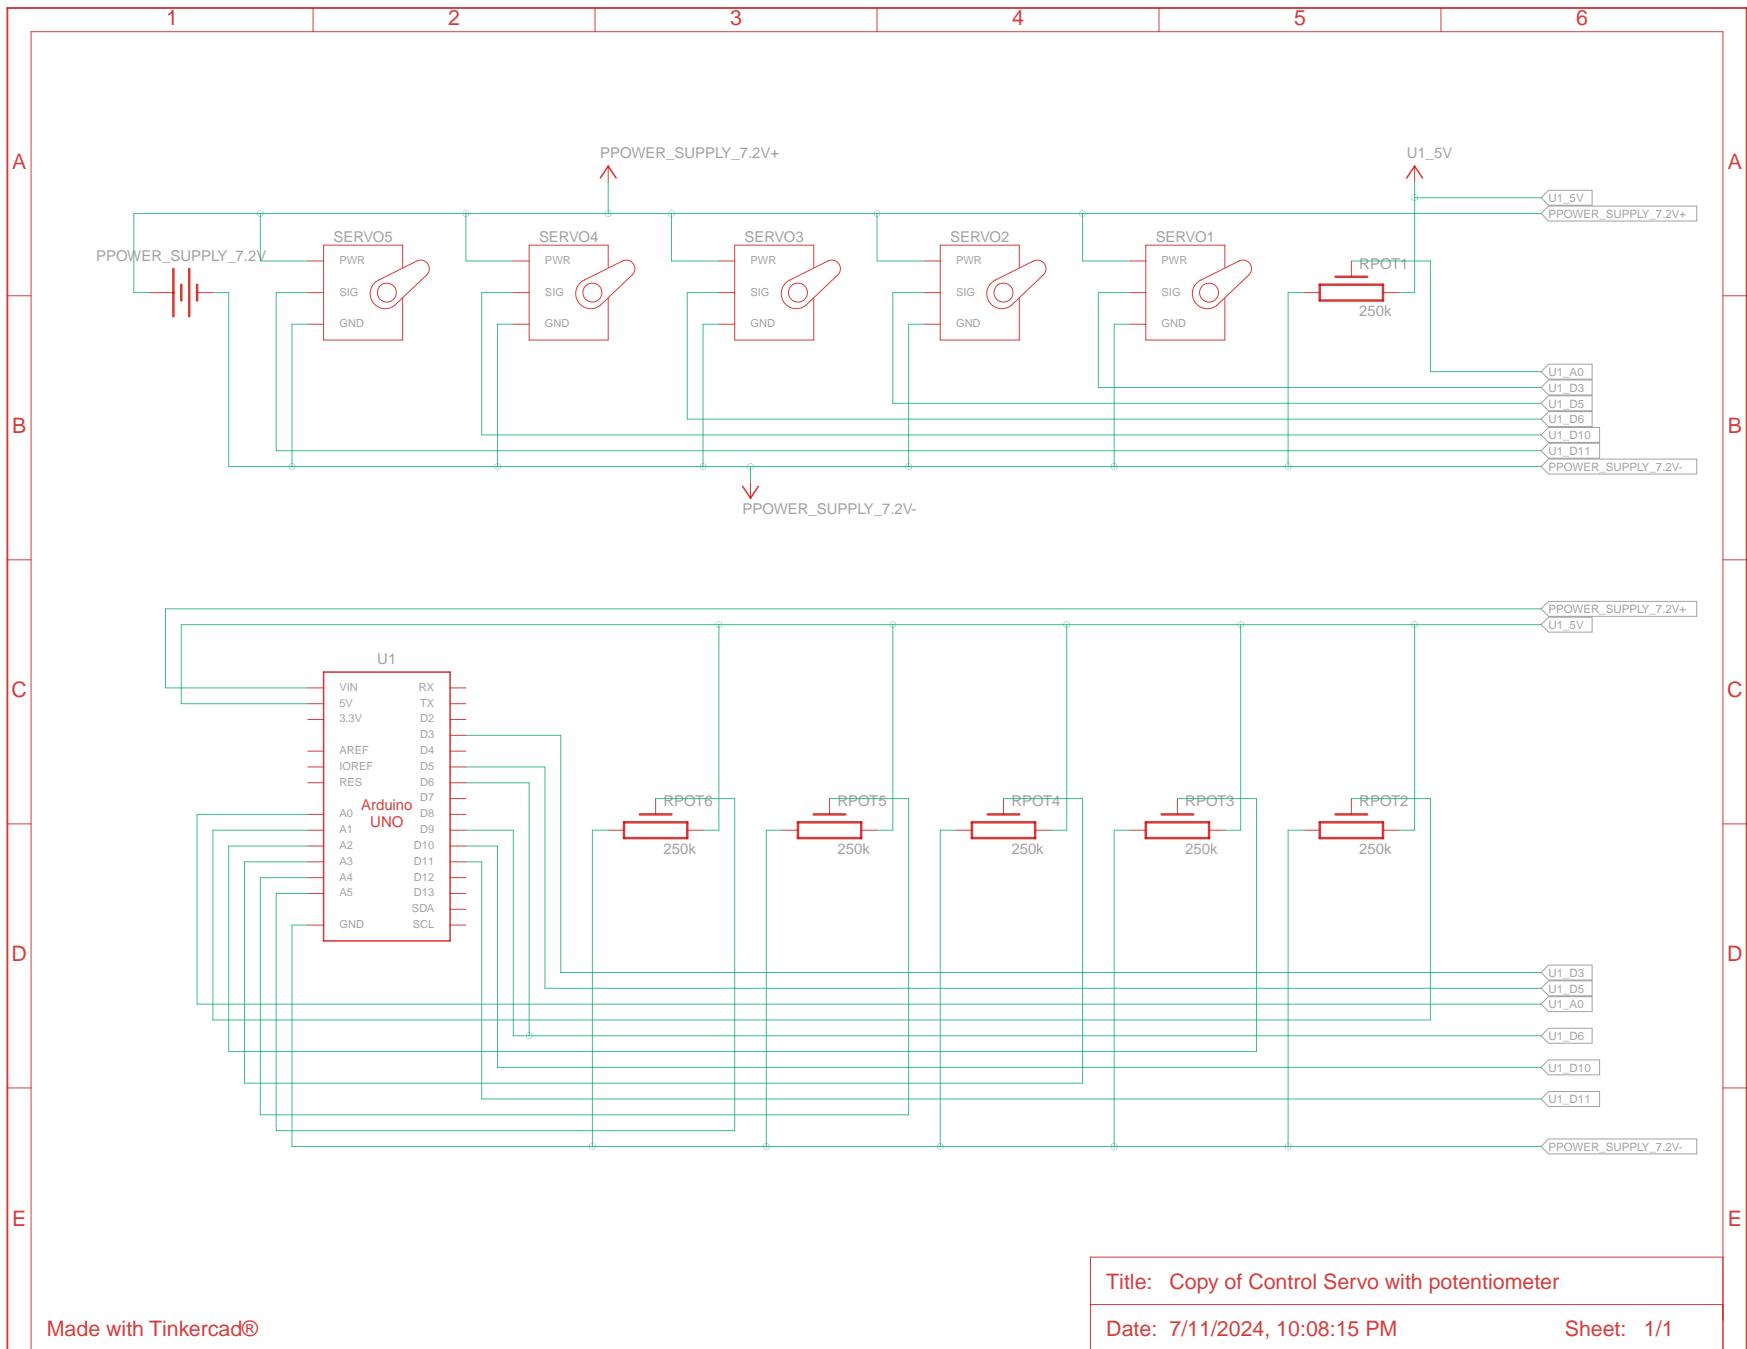 1 2 3 4 5 6
A A
PPOWER_SUPPLY_7.2V+ U1_5V
U1_5V
PPOWER_SUPPLY_7.2V+
SERVO5 SERVO4 SERVO3 SERVO2 SERVO1
PPOWER_SUPPLY_7.2V
PWR PWR PWR PWR PWR RPOT1
SIG SIG SIG SIG SIG
250k
GND GND GND GND GND
U1_A0
U1_D3
U1_D5
U1_D6
B B
U1_D10
U1_D11
PPOWER_SUPPLY_7.2V-
PPOWER_SUPPLY_7.2V-
PPOWER_SUPPLY_7.2V+
U1_5V
U1
C C
VIN RX
5V TX
3.3V D2
D3
AREF D4
IOREF D5
RES D6
D7
Arduino
UNO
A0 D8
A1 D9
A2 D10
A3 D11
A4 D12
A5 D13
SDA
GND SCL
RPOT6 RPOT5 RPOT4 RPOT3 RPOT2
250k 250k 250k 250k 250k
D D
U1_D3
U1_D5
U1_A0
U1_D6
U1_D10
U1_D11
PPOWER_SUPPLY_7.2V-
E E
Title: Copy of Control Servo with potentiometer
Made with Tinkercad®
Date: 7/11/2024, 10:08:15 PM Sheet: 1/1